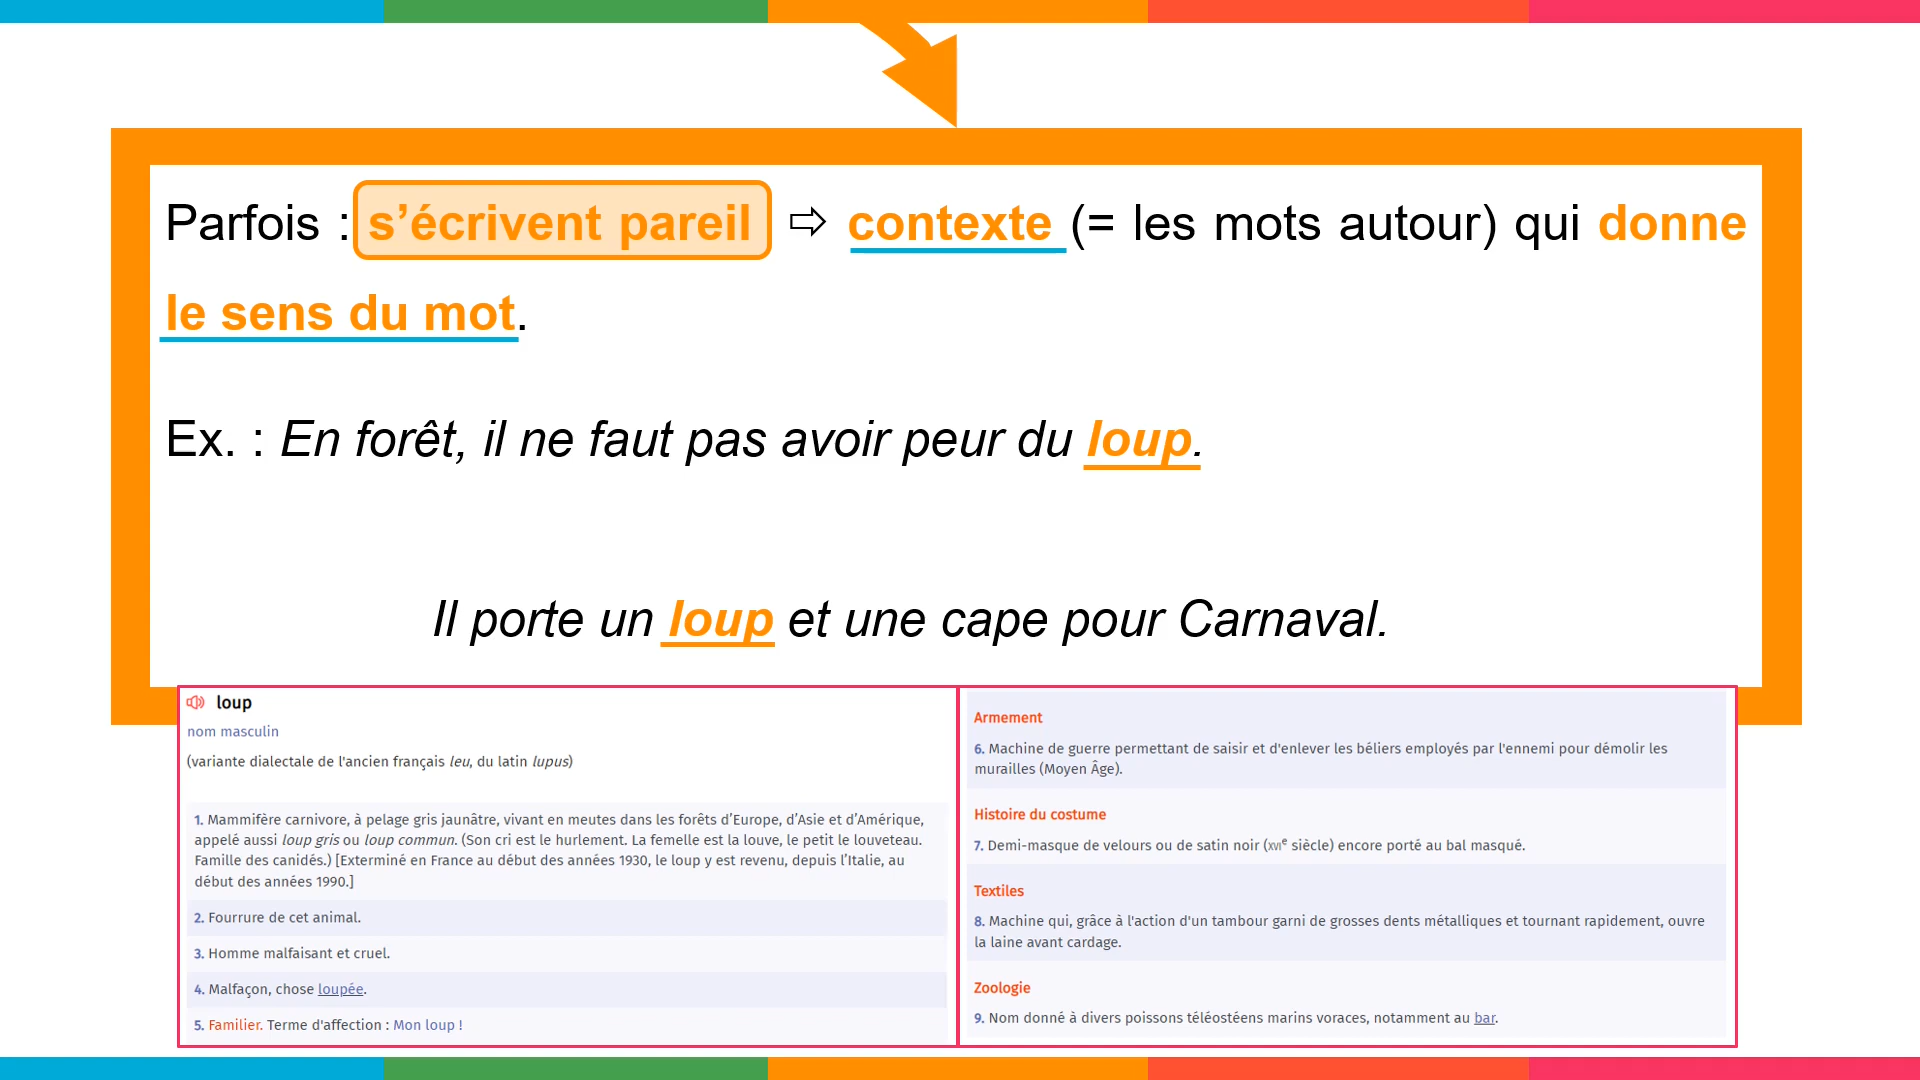 Parfois : s’écrivent pareil ⇨ contexte (= les mots autour) qui donne
le sens du mot.
Ex. : En forêt, il ne faut pas avoir peur du loup.
Il porte un loup et une cape pour Carnaval.
loup
nom masculin
(variante dialectale de l'ancien français leu, du latin lupus)
1. Mammifère carnivore, à pelage gris jaunâtre, vivant en meutes dans les forêts d’Europe, d’Asie et d’Amérique,
appelé aussi loup gris ou loup commun. (Son cri est le hurlement. La femelle est la louve, le petit le louveteau.
Famille des canidés.) [Exterminé en France au début des années 1930, le loup y est revenu, depuis l’Italie, au
début des années 1990.]
2. Fourrure de cet animal.
3. Homme malfaisant et cruel.
4. Malfaçon, chose loupée.
5. Familier. Terme d'affection : Mon loup !
Armement
6. Machine de guerre permettant de saisir et d'enlever les béliers employés par l'ennemi pour démolir les
murailles (Moyen Âge).
Histoire du costume
7. Demi-masque de velours ou de satin noir (XVIe siècle) encore porté au bal masqué.
Textiles
8. Machine qui, grâce à l'action d'un tambour garni de grosses dents métalliques et tournant rapidement, ouvre
la laine avant cardage.
Zoologie
9. Nom donné à divers poissons téléostéens marins voraces, notamment au bar.